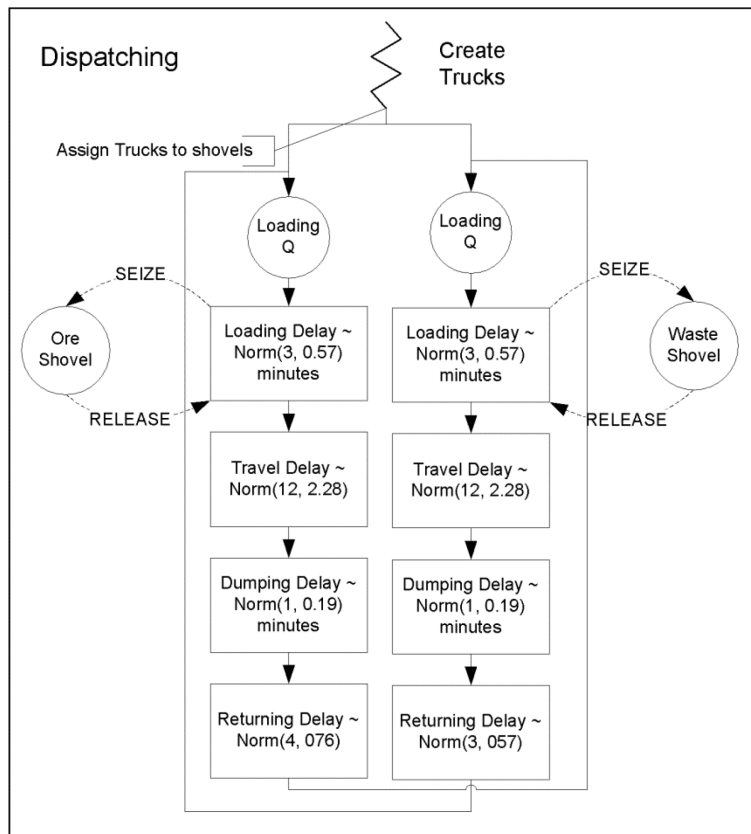 Dispatching
Create
Trucks
Assign Trucks to shovels
Loading
Q
Loading
Q
SEIZE
SEIZE
Ore
Shovel
Loading Delay ~
Norm(3, 0.57)
minutes
Loading Delay ~
Norm(3, 0.57)
minutes
Waste
Shovel
RELEASE
RELEASE
Travel Delay ~
Norm(12, 2.28)
Travel Delay ~
Norm(12, 2.28)
Dumping Delay ~
Norm(1, 0.19)
minutes
Dumping Delay ~
Norm(1, 0.19)
minutes
Returning Delay ~
Norm(4, 076)
Returning Delay ~
Norm(3, 057)